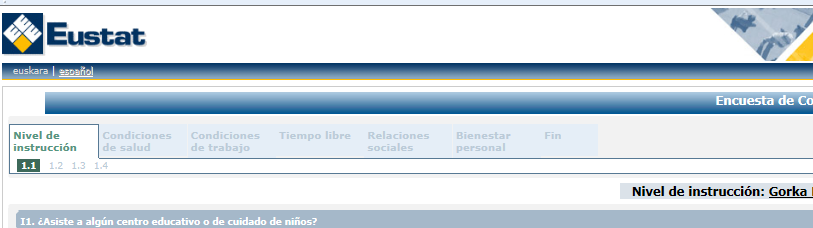 Eustat
euskara | español
Encuesta de Co
Nivel de instrucción
Condiciones de salud
Condiciones de trabajo
Tiempo libre
Relaciones sociales
Bienestar personal
Fin
1.1 1.2 1.3 1.4
Nivel de instrucción: Gorka
I1. ¿Asiste a algún centro educativo o de cuidado de niños?